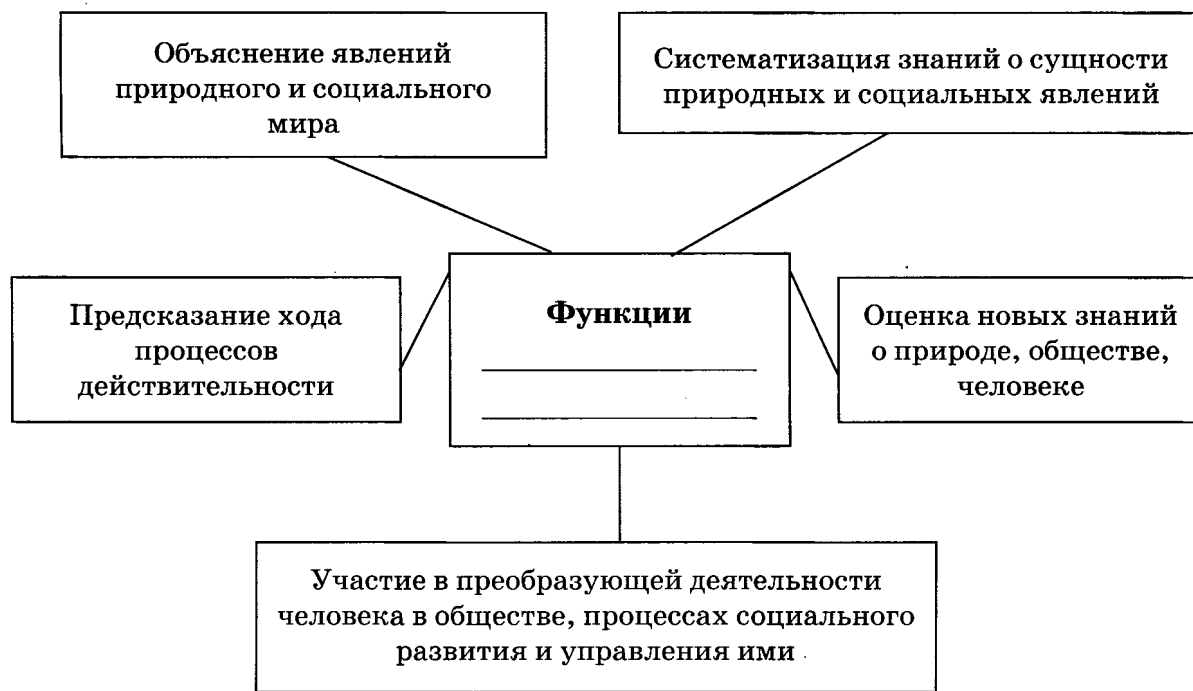 Объяснение явлений
природного и социального
мира
Систематизация знаний о сущности
природных и социальных явлений
Предсказание хода
процессов
действительности
Функции
Оценка новых знаний
о природе, обществе,
человеке
Участие в преобразующей деятельности
человека в обществе, процессах социального
развития и управления ими